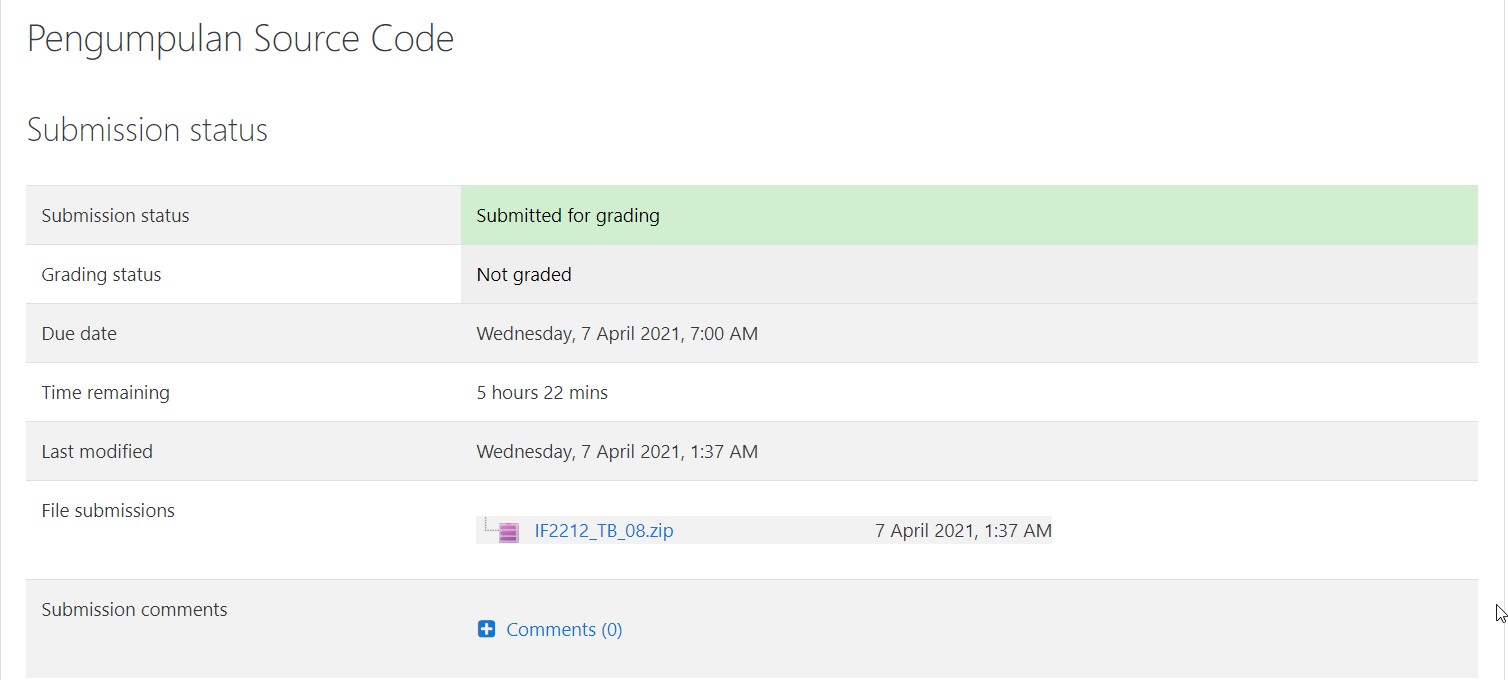 Pengumpulan Source Code
Submission status
Submission status Submitted for grading
Grading status Not graded
Due date Wednesday, 7 April 2021, 7:00 AM
Time remaining 5 hours 22 mins
Last modified Wednesday, 7 April 2021, 1:37 AM
File submissions
IF2212_TB_08.zip 7 April 2021, 1:37 AM
Submission comments
Comments (0)